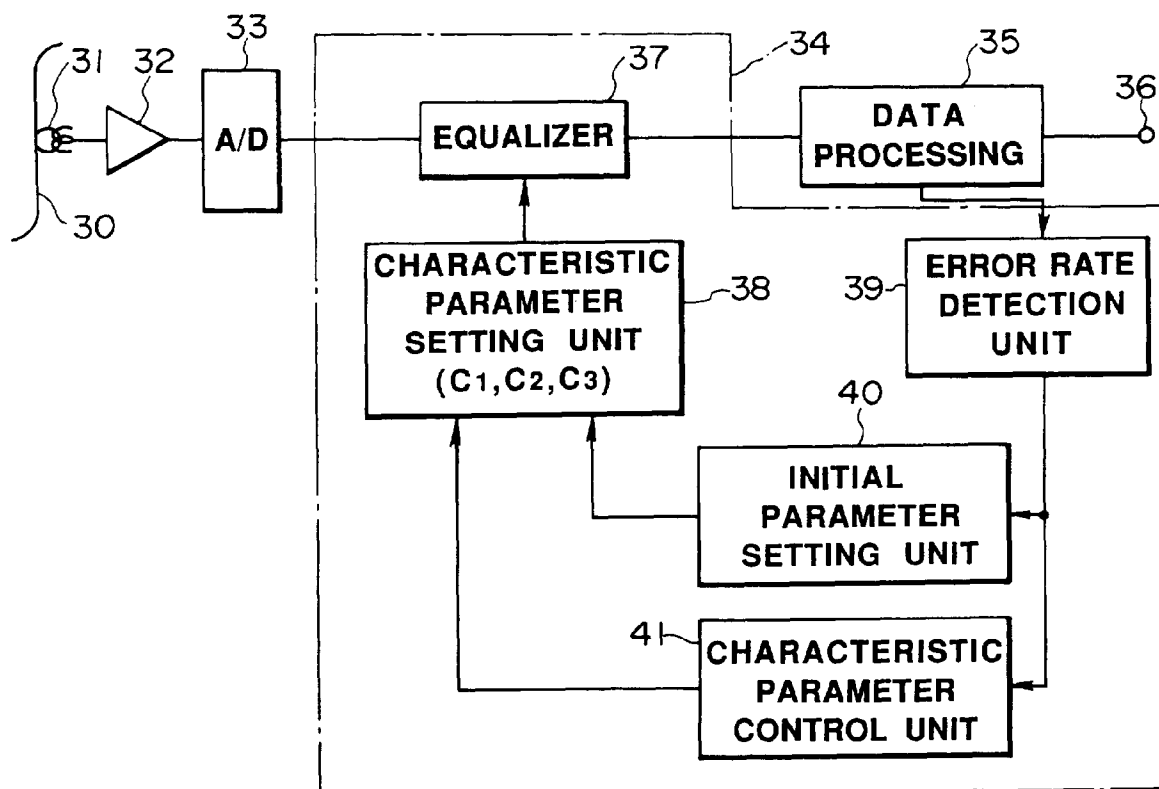 33
31
32
34
35
37
36
A/D
EQUALIZER
DATA
PROCESSING
30
CHARACTERISTIC
PARAMETER
SETTING UNIT
(C1,C2,C3)
38
39
ERROR RATE
DETECTION
UNIT
40
INITIAL
PARAMETER
SETTING UNIT
41
CHARACTERISTIC
PARAMETER
CONTROL UNIT